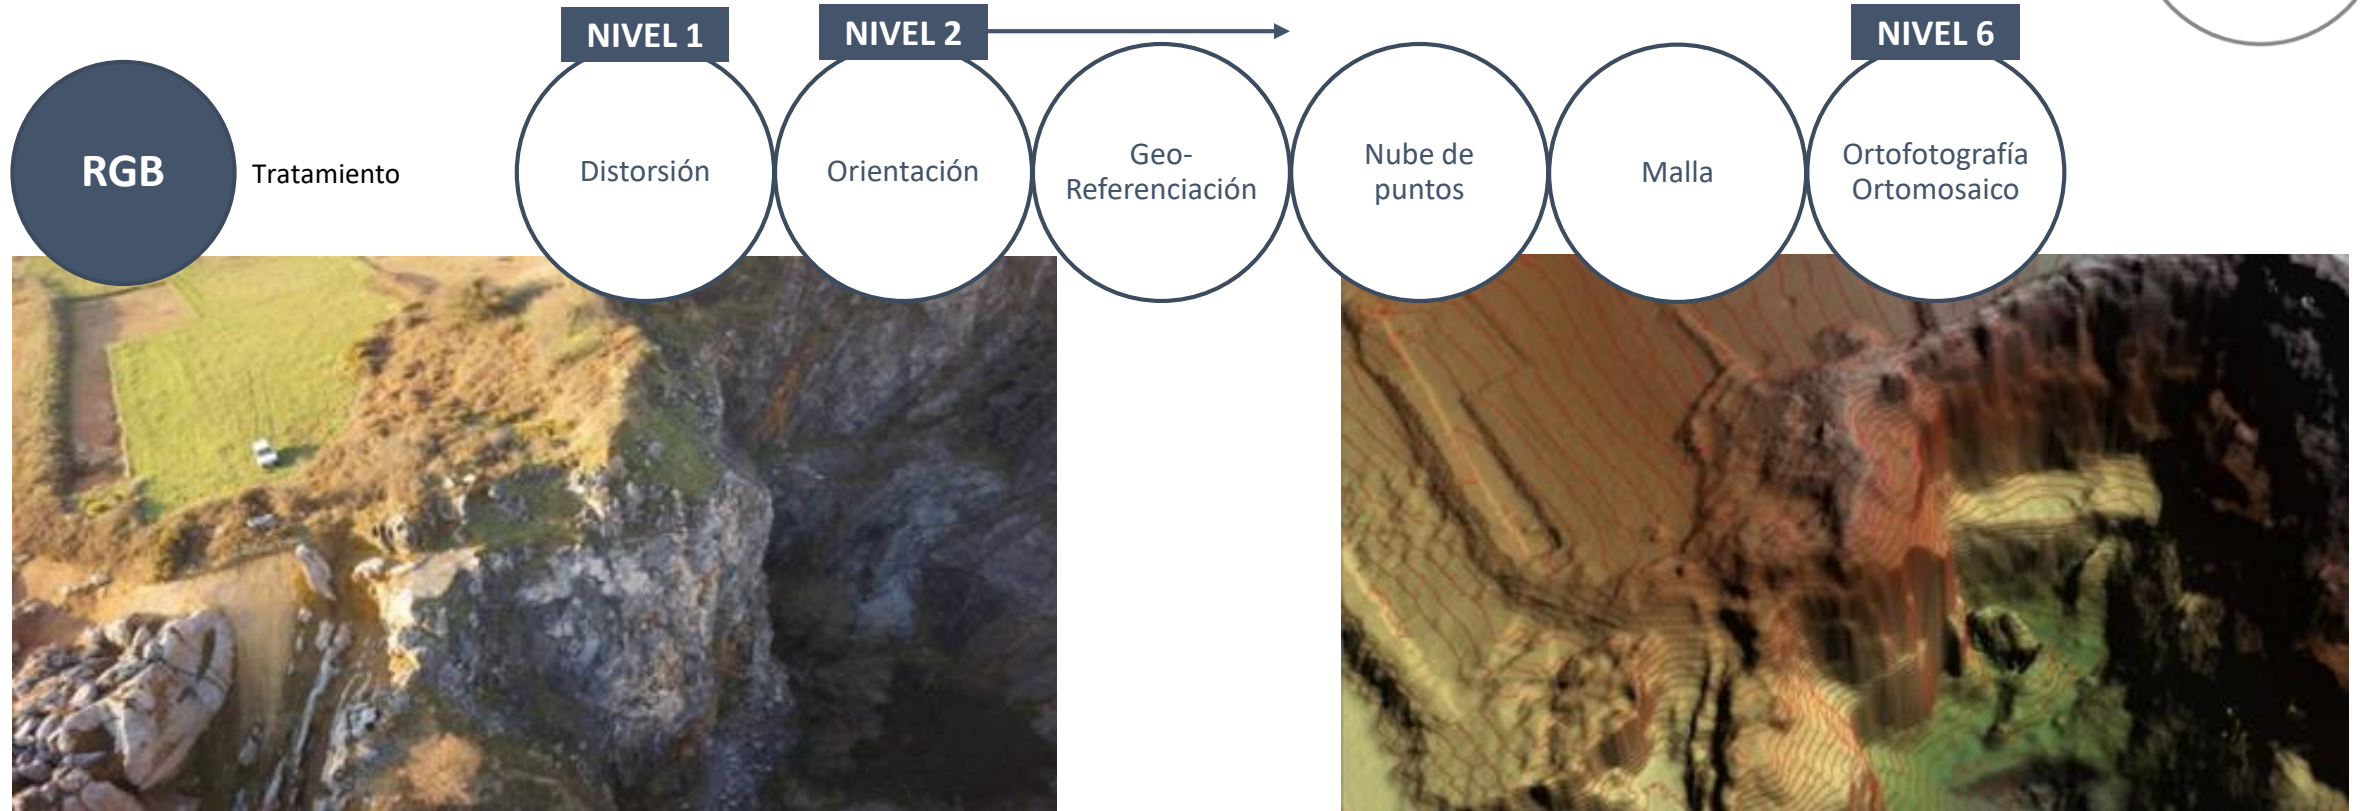 NIVEL 1
NIVEL 2
NIVEL 6
RGB
Tratamiento
Distorsión
Orientación
Geo-
Referenciación
Nube de
puntos
Malla
Ortofotografía
Ortomosaico